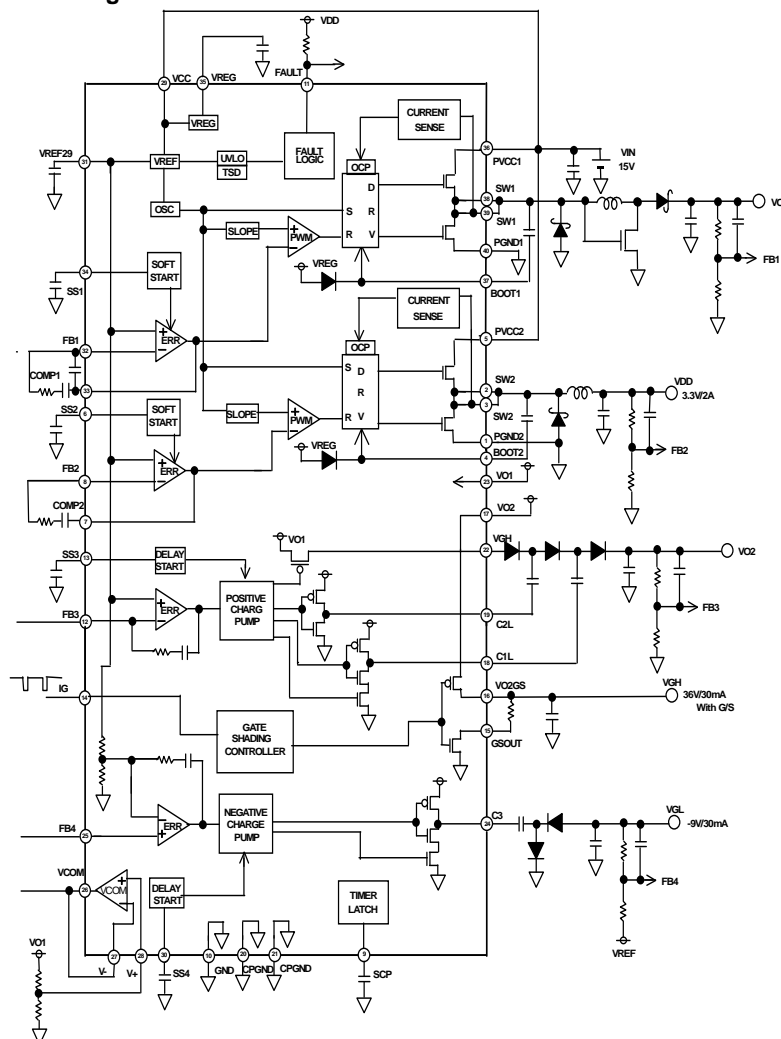 g
VDD
29
VCC
35
VREG
FAULT
11
VREG
FAULT LOGIC
CURRENT SENSE
36
PVCC1
VIN
15V
VREF29
31
VREF
UVLO
TSD
OCP
D
S
R
R
V
OSC
SLOPE
PWM
38
SW1
39
SW1
VO
FB1
40
PGND1
VREG
37
BOOT1
34
SS1
SOFT START
CURRENT SENSE
PVCC2
5
FB1
32
ERR
COMP1
33
OCP
S
D
R
R
V
2
SW2
3
SW2
VDD
3.3V/2A
SS2
6
SOFT START
SLOPE
PWM
1
PGND2
FB2
VREG
4
BOOT2
FB2
8
ERR
23
VO1
COMP2
7
VO2
17
SS3
13
DELAY START
VO1
VGH
22
VO2
FB3
12
ERR
POSITIVE CHARG PUMP
19
C2L
FB3
18
C1L
IG
14
GATE SHADING CONTROLLER
16
VO2GS
VGH
36V/30mA
With G/S
15
GSOUT
FB4
25
ERR
NEGATIVE CHARGE PUMP
C3
24
VGL
-9V/30mA
FB4
VCOM
26
VCOM
DELAY START
TIMER LATCH
VREF
VO1
27
V-
28
V+
30
SS4
10
GND
20
CPGND
21
CPGND
9
SCP